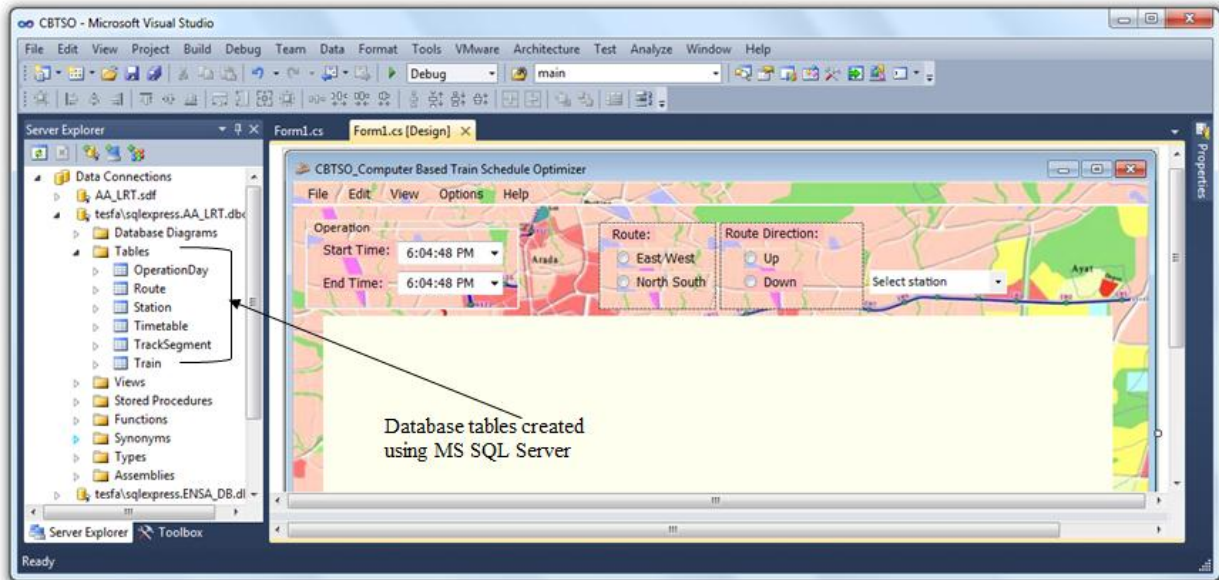 CBTSO - Microsoft Visual Studio
File Edit View Project Build Debug Team Data Format Tools VMware Architecture Test Analyze Window Help
Debug main
Server Explorer
Form1.cs Form1.cs [Design]
Properties
Data Connections
AA_LRT.sdf
tesfa\sqlexpress.AA_LRT.dbo
Database Diagrams
Tables
OperationDay
Route
Station
Timetable
TrackSegment
Train
Views
Stored Procedures
Functions
Synonyms
Types
Assemblies
tesfa\sqlexpress.ENSA_DB.d
Server Explorer Toolbox
Ready
CBTSO_Computer Based Train Schedule Optimizer
File Edit View Options Help
Operation
Start Time: 6:04:48 PM
End Time: 6:04:48 PM
Route:
East West
North South
Route Direction:
Up
Down
Select station
Arada
Ayat
Database tables created
using MS SQL Server